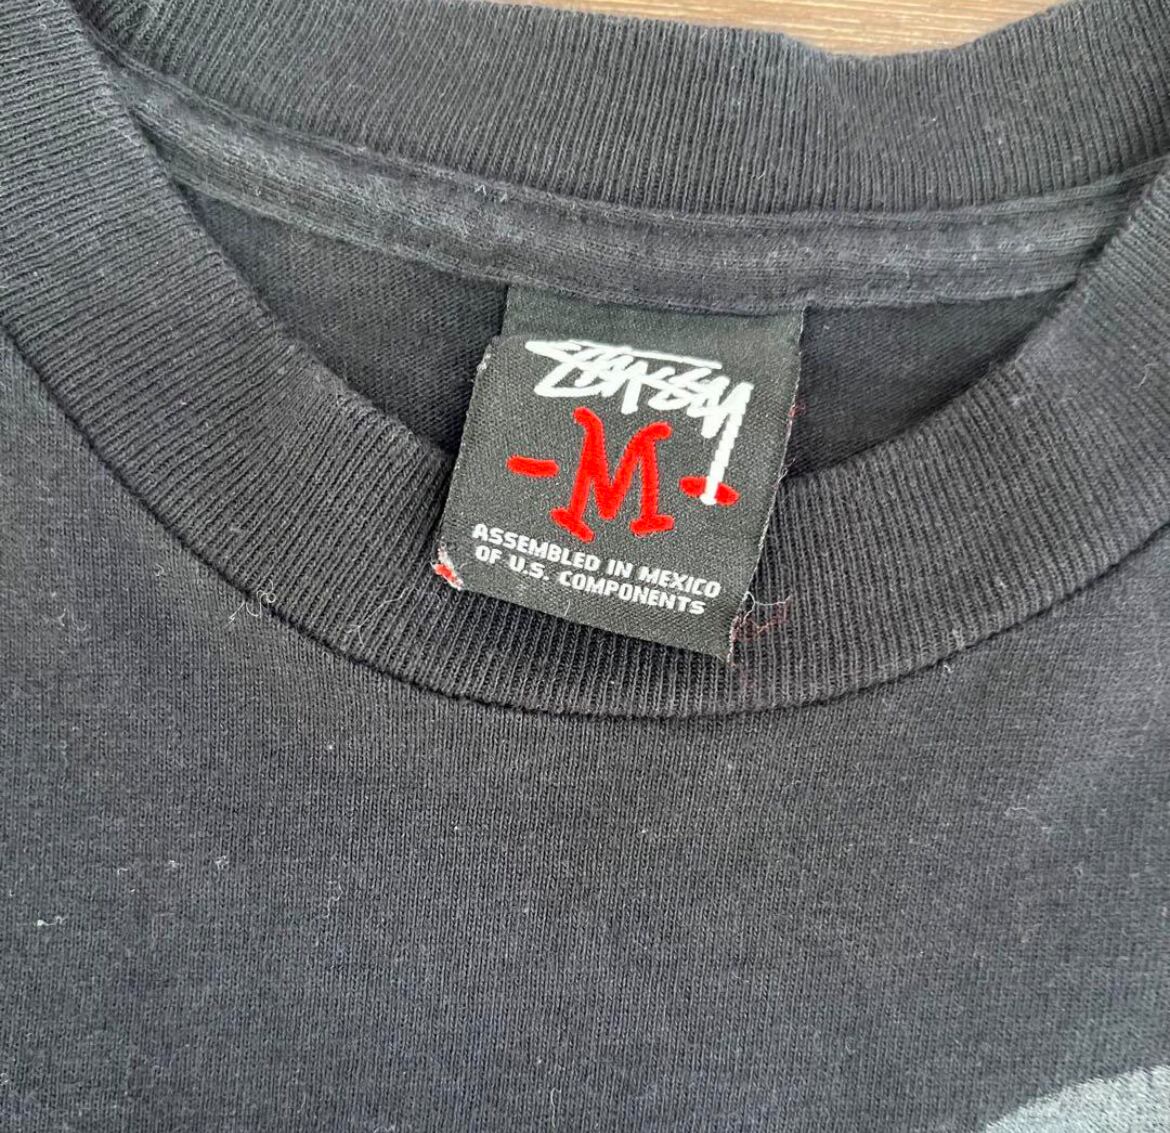 STÜSSY
-M-
ASSEMBLED IN MEXICO
OF U.S. COMPONENTS